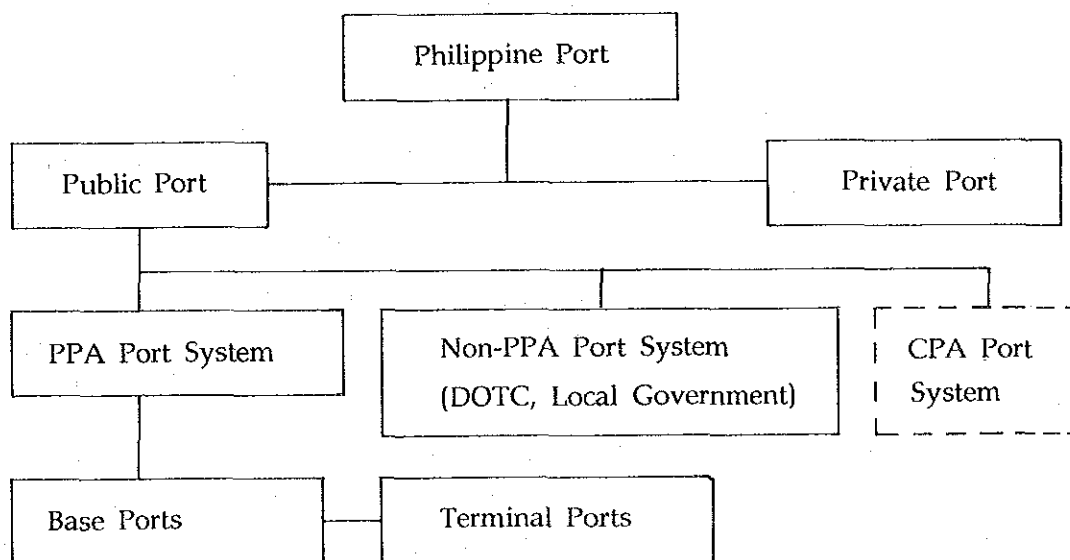 Philippine Port
Public Port
Private Port
PPA Port System
Non-PPA Port System
(DOTC, Local Government)
CPA Port
System
Base Ports
Terminal Ports